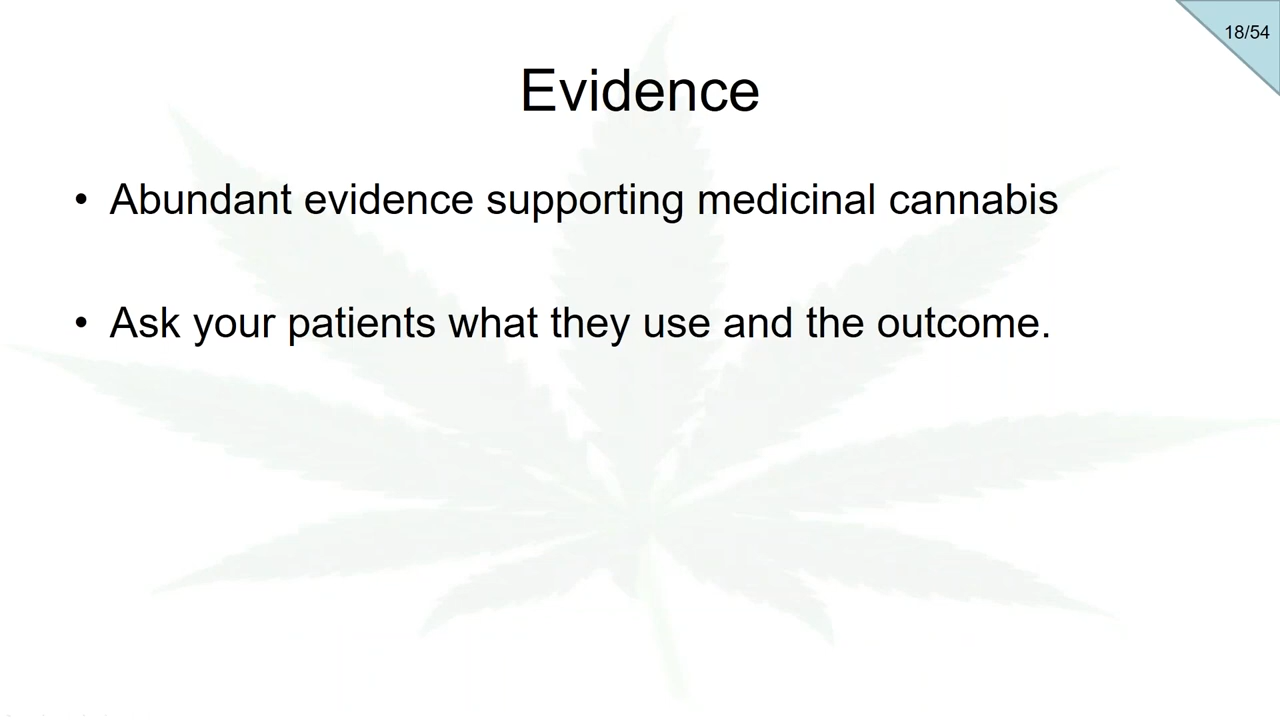 18/54
Evidence
• Abundant evidence supporting medicinal cannabis
• Ask your patients what they use and the outcome.